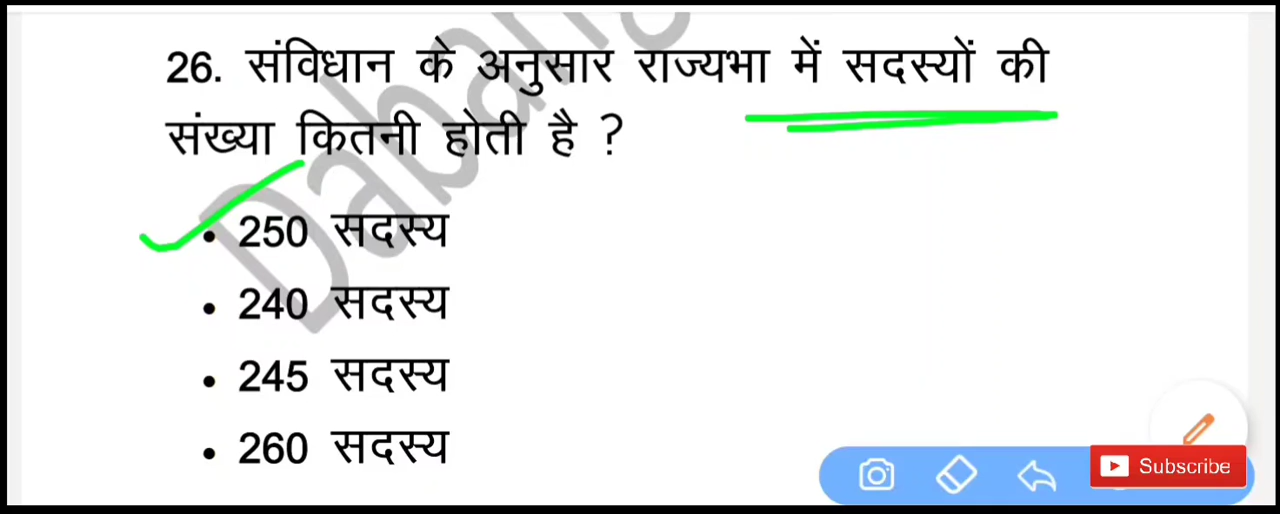 26. संविधान के अनुसार राज्यभा में सदस्यों की
संख्या कितनी होती है ?
• 250 सदस्य
• 240 सदस्य
• 245 सदस्य
• 260 सदस्य
Subscribe